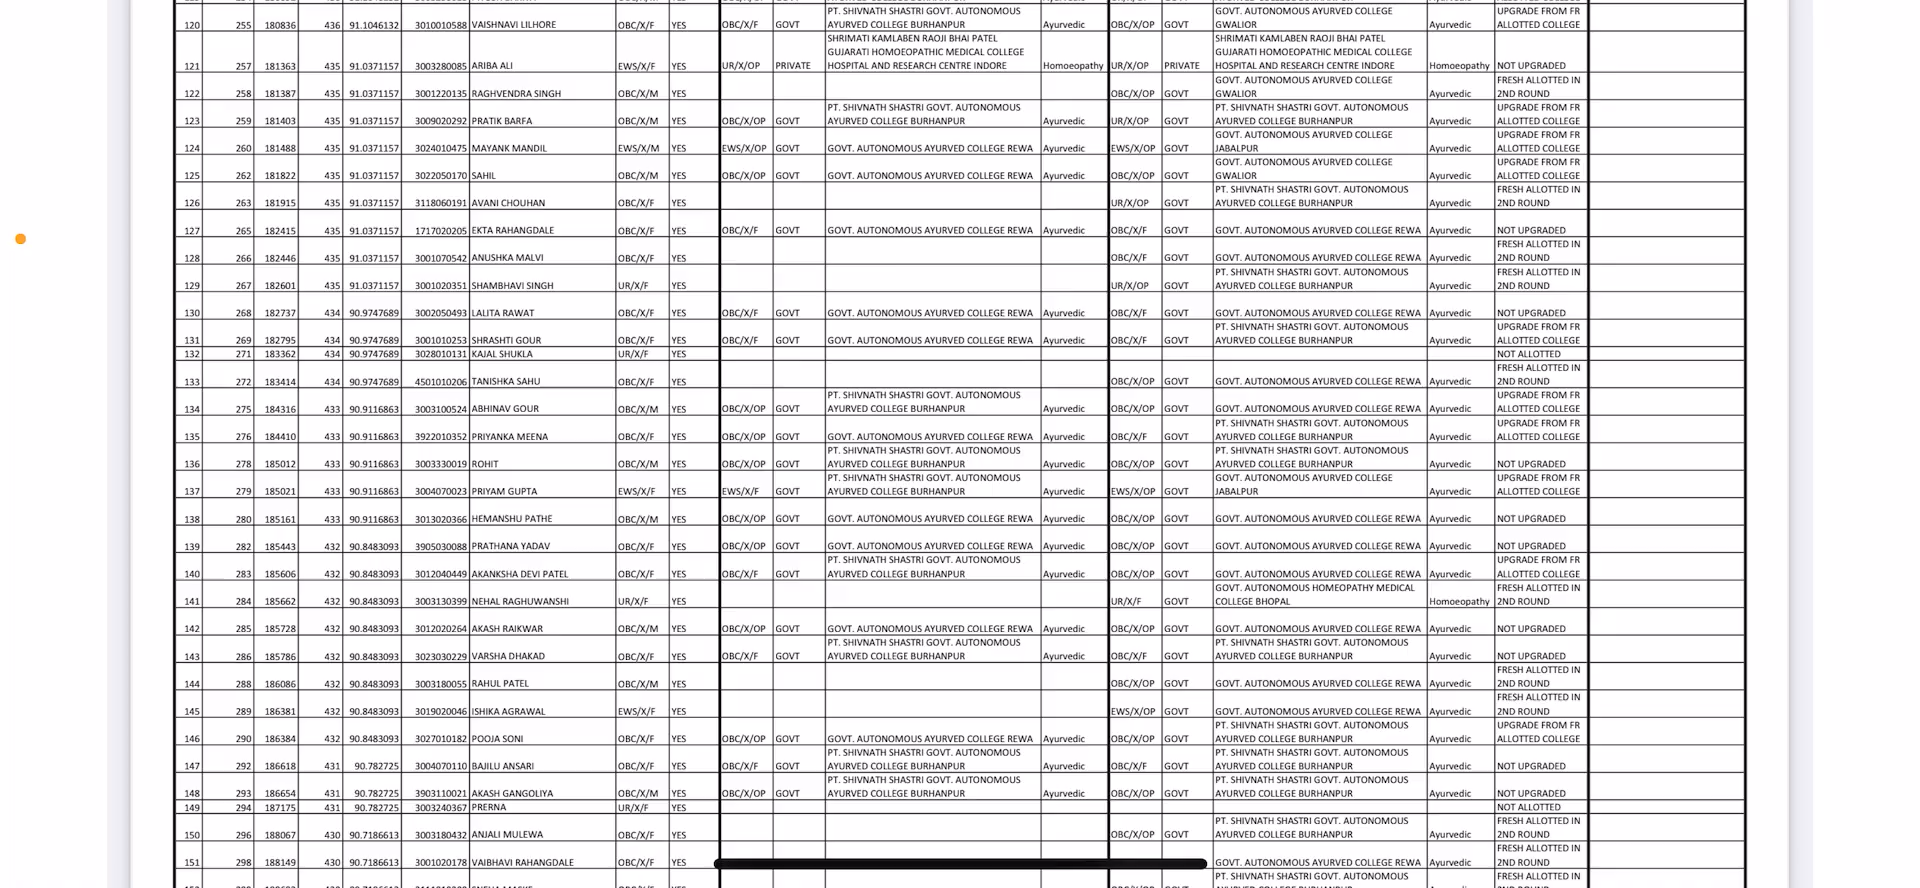 120 255 180836 436 91.1046132 3010010588 VAISHNAVI LILHORE OBC/X/F YES OBC/X/F GOVT PT. SHIVNATH SHASTRI GOVT. AUTONOMOUS AYURVED COLLEGE BURHANPUR Ayurvedic OBC/X/OP GOVT GOVT. AUTONOMOUS AYURVED COLLEGE GWALIOR Ayurvedic UPGRADE FROM FR ALLOTTED COLLEGE
121 257 181363 435 91.0371157 3003280085 ARIBA ALI EWS/X/F YES UR/X/OP PRIVATE SHRIMATI KAMLABEN RAOJI BHAI PATEL GUJARATI HOMOEOPATHIC MEDICAL COLLEGE HOSPITAL AND RESEARCH CENTRE INDORE Homoeopathy UR/X/OP PRIVATE SHRIMATI KAMLABEN RAOJI BHAI PATEL GUJARATI HOMOEOPATHIC MEDICAL COLLEGE HOSPITAL AND RESEARCH CENTRE INDORE Homoeopathy NOT UPGRADED
122 258 181387 435 91.0371157 3001220135 RAGHVENDRA SINGH OBC/X/M YES OBC/X/OP GOVT GOVT. AUTONOMOUS AYURVED COLLEGE GWALIOR Ayurvedic FRESH ALLOTTED IN 2ND ROUND
123 259 181403 435 91.0371157 3009020292 PRATIK BARFA OBC/X/M YES OBC/X/OP GOVT PT. SHIVNATH SHASTRI GOVT. AUTONOMOUS AYURVED COLLEGE BURHANPUR Ayurvedic UR/X/OP GOVT PT. SHIVNATH SHASTRI GOVT. AUTONOMOUS AYURVED COLLEGE BURHANPUR Ayurvedic UPGRADE FROM FR ALLOTTED COLLEGE
124 260 181488 435 91.0371157 3024010475 MAYANK MANDIL EWS/X/M YES EWS/X/OP GOVT GOVT. AUTONOMOUS AYURVED COLLEGE REWA Ayurvedic EWS/X/OP GOVT GOVT. AUTONOMOUS AYURVED COLLEGE JABALPUR Ayurvedic UPGRADE FROM FR ALLOTTED COLLEGE
125 262 181822 435 91.0371157 3022050170 SAHIL OBC/X/M YES OBC/X/OP GOVT GOVT. AUTONOMOUS AYURVED COLLEGE REWA Ayurvedic OBC/X/OP GOVT GOVT. AUTONOMOUS AYURVED COLLEGE GWALIOR Ayurvedic UPGRADE FROM FR ALLOTTED COLLEGE
126 263 181915 435 91.0371157 3118060191 AVANI CHOUHAN OBC/X/F YES UR/X/OP GOVT PT. SHIVNATH SHASTRI GOVT. AUTONOMOUS AYURVED COLLEGE BURHANPUR Ayurvedic FRESH ALLOTTED IN 2ND ROUND
127 265 182415 435 91.0371157 1717020205 EKTA RAHANGDALE OBC/X/F YES OBC/X/F GOVT GOVT. AUTONOMOUS AYURVED COLLEGE REWA Ayurvedic OBC/X/F GOVT GOVT. AUTONOMOUS AYURVED COLLEGE REWA Ayurvedic NOT UPGRADED
128 266 182446 435 91.0371157 3001070542 ANUSHKA MALVI OBC/X/F YES OBC/X/F GOVT GOVT. AUTONOMOUS AYURVED COLLEGE REWA Ayurvedic FRESH ALLOTTED IN 2ND ROUND
129 267 182601 435 91.0371157 3001020351 SHAMBHAVI SINGH UR/X/F YES UR/X/OP GOVT PT. SHIVNATH SHASTRI GOVT. AUTONOMOUS AYURVED COLLEGE BURHANPUR Ayurvedic FRESH ALLOTTED IN 2ND ROUND
130 268 182737 434 90.9747689 3002050493 LALITA RAWAT OBC/X/F YES OBC/X/F GOVT GOVT. AUTONOMOUS AYURVED COLLEGE REWA Ayurvedic OBC/X/F GOVT GOVT. AUTONOMOUS AYURVED COLLEGE REWA Ayurvedic NOT UPGRADED
131 269 182795 434 90.9747689 3001010253 SHRASHTI GOUR OBC/X/F YES OBC/X/F GOVT GOVT. AUTONOMOUS AYURVED COLLEGE REWA Ayurvedic OBC/X/F GOVT PT. SHIVNATH SHASTRI GOVT. AUTONOMOUS AYURVED COLLEGE BURHANPUR Ayurvedic UPGRADE FROM FR ALLOTTED COLLEGE
132 271 183362 434 90.9747689 3028010131 KAJAL SHUKLA UR/X/F YES NOT ALLOTTED
133 272 183414 434 90.9747689 4501010206 TANISHKA SAHU OBC/X/F YES OBC/X/OP GOVT GOVT. AUTONOMOUS AYURVED COLLEGE REWA Ayurvedic FRESH ALLOTTED IN 2ND ROUND
134 275 184316 433 90.9116863 3003100524 ABHINAV GOUR OBC/X/M YES OBC/X/OP GOVT PT. SHIVNATH SHASTRI GOVT. AUTONOMOUS AYURVED COLLEGE BURHANPUR Ayurvedic OBC/X/OP GOVT GOVT. AUTONOMOUS AYURVED COLLEGE REWA Ayurvedic UPGRADE FROM FR ALLOTTED COLLEGE
135 276 184410 433 90.9116863 3922010352 PRIYANKA MEENA OBC/X/F YES OBC/X/OP GOVT GOVT. AUTONOMOUS AYURVED COLLEGE REWA Ayurvedic OBC/X/F GOVT PT. SHIVNATH SHASTRI GOVT. AUTONOMOUS AYURVED COLLEGE BURHANPUR Ayurvedic UPGRADE FROM FR ALLOTTED COLLEGE
136 278 185012 433 90.9116863 3003330019 ROHIT OBC/X/M YES OBC/X/OP GOVT PT. SHIVNATH SHASTRI GOVT. AUTONOMOUS AYURVED COLLEGE BURHANPUR Ayurvedic OBC/X/OP GOVT PT. SHIVNATH SHASTRI GOVT. AUTONOMOUS AYURVED COLLEGE BURHANPUR Ayurvedic NOT UPGRADED
137 279 185021 433 90.9116863 3004070023 PRIYAM GUPTA EWS/X/F YES EWS/X/F GOVT PT. SHIVNATH SHASTRI GOVT. AUTONOMOUS AYURVED COLLEGE BURHANPUR Ayurvedic EWS/X/OP GOVT GOVT. AUTONOMOUS AYURVED COLLEGE JABALPUR Ayurvedic UPGRADE FROM FR ALLOTTED COLLEGE
138 280 185161 433 90.9116863 3013020366 HEMANSHU PATHE OBC/X/M YES OBC/X/OP GOVT GOVT. AUTONOMOUS AYURVED COLLEGE REWA Ayurvedic OBC/X/OP GOVT GOVT. AUTONOMOUS AYURVED COLLEGE REWA Ayurvedic NOT UPGRADED
139 282 185443 432 90.8483093 3905030088 PRATHANA YADAV OBC/X/F YES OBC/X/OP GOVT GOVT. AUTONOMOUS AYURVED COLLEGE REWA Ayurvedic OBC/X/OP GOVT GOVT. AUTONOMOUS AYURVED COLLEGE REWA Ayurvedic NOT UPGRADED
140 283 185606 432 90.8483093 3012040449 AKANKSHA DEVI PATEL OBC/X/F YES OBC/X/F GOVT PT. SHIVNATH SHASTRI GOVT. AUTONOMOUS AYURVED COLLEGE BURHANPUR Ayurvedic OBC/X/OP GOVT GOVT. AUTONOMOUS AYURVED COLLEGE REWA Ayurvedic UPGRADE FROM FR ALLOTTED COLLEGE
141 284 185662 432 90.8483093 3003130399 NEHAL RAGHUWANSHI UR/X/F YES UR/X/F GOVT GOVT. AUTONOMOUS HOMEOPATHY MEDICAL COLLEGE BHOPAL Homoeopathy FRESH ALLOTTED IN 2ND ROUND
142 285 185728 432 90.8483093 3012020264 AKASH RAIKWAR OBC/X/M YES OBC/X/OP GOVT GOVT. AUTONOMOUS AYURVED COLLEGE REWA Ayurvedic OBC/X/OP GOVT GOVT. AUTONOMOUS AYURVED COLLEGE REWA Ayurvedic NOT UPGRADED
143 286 185786 432 90.8483093 3023030229 VARSHA DHAKAD OBC/X/F YES OBC/X/F GOVT PT. SHIVNATH SHASTRI GOVT. AUTONOMOUS AYURVED COLLEGE BURHANPUR Ayurvedic OBC/X/F GOVT PT. SHIVNATH SHASTRI GOVT. AUTONOMOUS AYURVED COLLEGE BURHANPUR Ayurvedic NOT UPGRADED
144 288 186086 432 90.8483093 3003180055 RAHUL PATEL OBC/X/M YES OBC/X/OP GOVT GOVT. AUTONOMOUS AYURVED COLLEGE REWA Ayurvedic FRESH ALLOTTED IN 2ND ROUND
145 289 186381 432 90.8483093 3019020046 ISHIKA AGRAWAL EWS/X/F YES EWS/X/OP GOVT GOVT. AUTONOMOUS AYURVED COLLEGE REWA Ayurvedic FRESH ALLOTTED IN 2ND ROUND
146 290 186384 432 90.8483093 3027010182 POOJA SONI OBC/X/F YES OBC/X/OP GOVT GOVT. AUTONOMOUS AYURVED COLLEGE REWA Ayurvedic OBC/X/OP GOVT PT. SHIVNATH SHASTRI GOVT. AUTONOMOUS AYURVED COLLEGE BURHANPUR Ayurvedic UPGRADE FROM FR ALLOTTED COLLEGE
147 292 186618 431 90.782725 3004070110 BAJILU ANSARI OBC/X/F YES OBC/X/F GOVT PT. SHIVNATH SHASTRI GOVT. AUTONOMOUS AYURVED COLLEGE BURHANPUR Ayurvedic OBC/X/F GOVT PT. SHIVNATH SHASTRI GOVT. AUTONOMOUS AYURVED COLLEGE BURHANPUR Ayurvedic NOT UPGRADED
148 293 186654 431 90.782725 3903110021 AKASH GANGOLIYA OBC/X/M YES OBC/X/OP GOVT PT. SHIVNATH SHASTRI GOVT. AUTONOMOUS AYURVED COLLEGE BURHANPUR Ayurvedic OBC/X/OP GOVT PT. SHIVNATH SHASTRI GOVT. AUTONOMOUS AYURVED COLLEGE BURHANPUR Ayurvedic NOT UPGRADED
149 294 187175 431 90.782725 3003240367 PRERNA UR/X/F YES NOT ALLOTTED
150 296 188067 430 90.7186613 3003180432 ANJALI MULEWA OBC/X/F YES OBC/X/OP GOVT PT. SHIVNATH SHASTRI GOVT. AUTONOMOUS AYURVED COLLEGE BURHANPUR Ayurvedic FRESH ALLOTTED IN 2ND ROUND
151 298 188149 430 90.7186613 3001020178 VAIBHAVI RAHANGDALE OBC/X/F YES GOVT. AUTONOMOUS AYURVED COLLEGE REWA Ayurvedic FRESH ALLOTTED IN 2ND ROUND
PT. SHIVNATH SHASTRI GOVT. AUTONOMOUS FRESH ALLOTTED IN